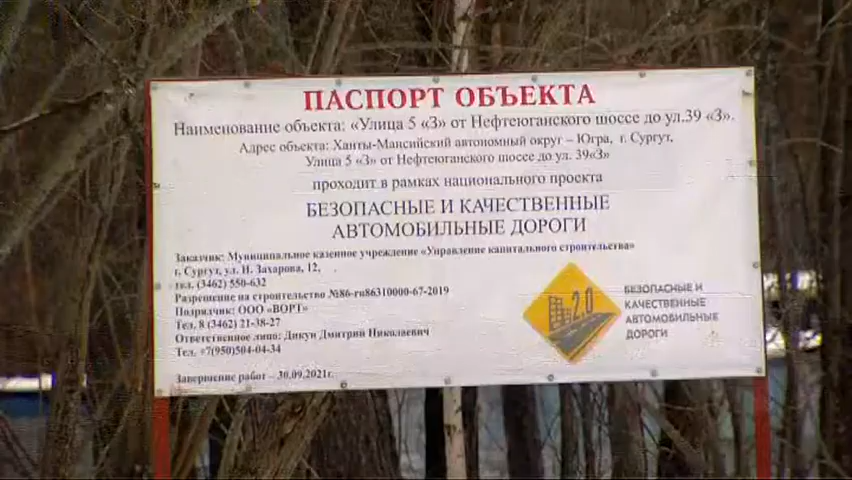 ПАСПОРТ ОБЪЕКТА
Наименование объекта: «Улица 5 «З» от Нефтеюганского шоссе до ул.39 «З».
Адрес объекта: Ханты-Мансийский автономный округ – Югра, г. Сургут,
Улица 5 «З» от Нефтеюганского шоссе до ул. 39«З»
проходит в рамках национального проекта
БЕЗОПАСНЫЕ И КАЧЕСТВЕННЫЕ
АВТОМОБИЛЬНЫЕ ДОРОГИ
Заказчик: Муниципальное казенное учреждение «Управление капитального строительства»
г. Сургут, ул. И. Захарова, 12,
тел. (3462) 550-632
Разрешение на строительство №86-ru86310000-67-2019
Подрядчик: ООО «ВОРТ»
Тел. 8 (3462) 21-38-27
Ответственное лицо: Дикун Дмитрий Николаевич
Тел. +7(950)504-04-34
Завершение работ – 30.09.2021г.
2.0
БЕЗОПАСНЫЕ И
КАЧЕСТВЕННЫЕ
АВТОМОБИЛЬНЫЕ
ДОРОГИ